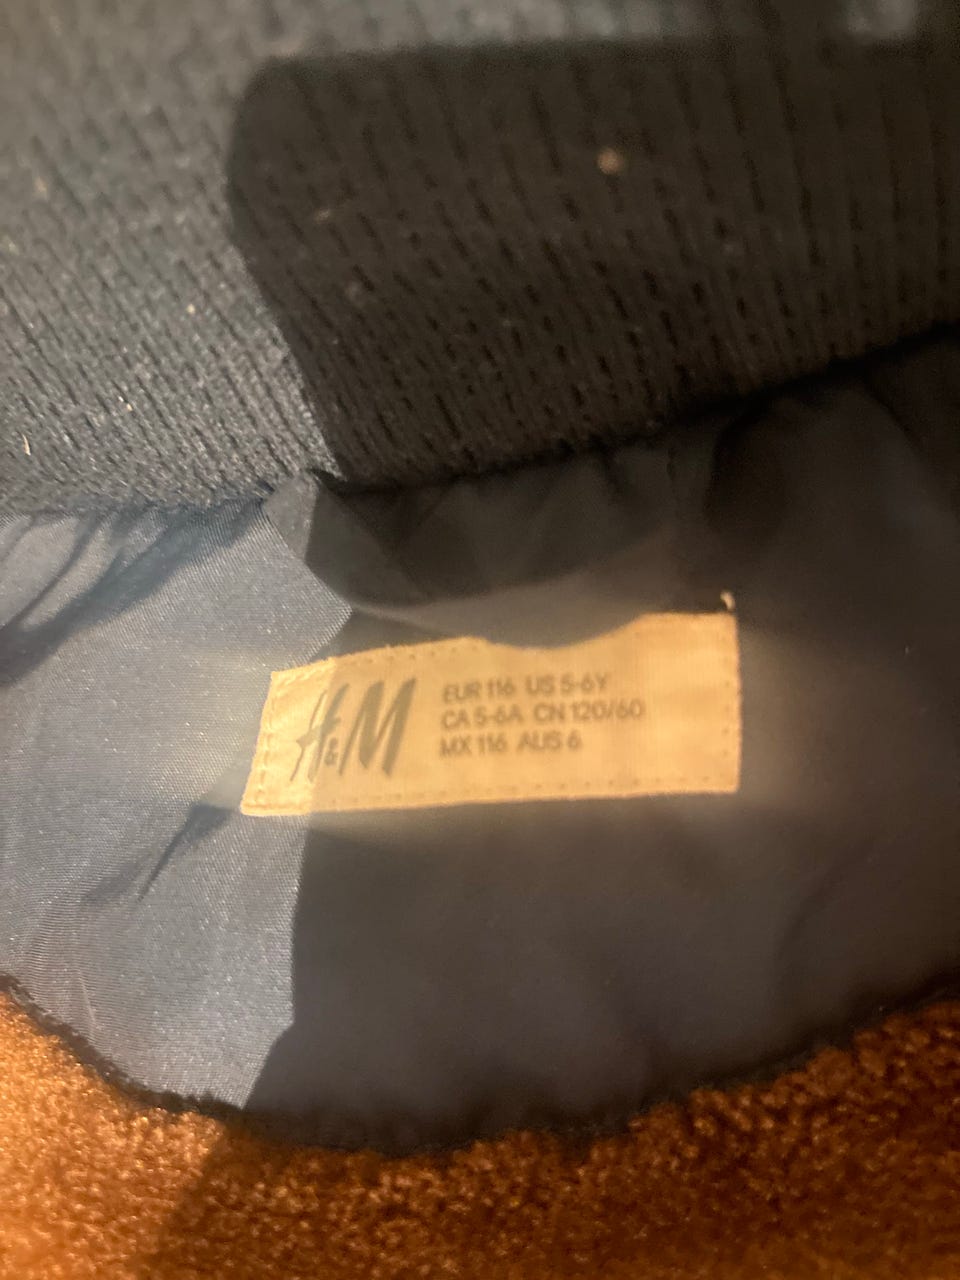 H&M
EUR 116 US 5-6Y
CA 5-6A CN 120/60
MX 116 AUS 6